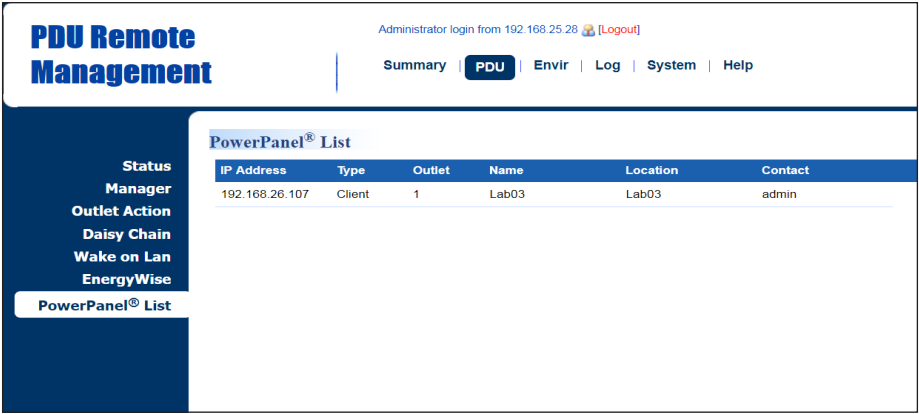 PDU Remote
Management
Administrator login from 192.168.25.28 [Logout]
Summary | PDU | Envir | Log | System | Help
Status
Manager
Outlet Action
Daisy Chain
Wake on Lan
EnergyWise
PowerPanel® List
PowerPanel® List
IP Address Type Outlet Name Location Contact
192.168.26.107 Client 1 Lab03 Lab03 admin